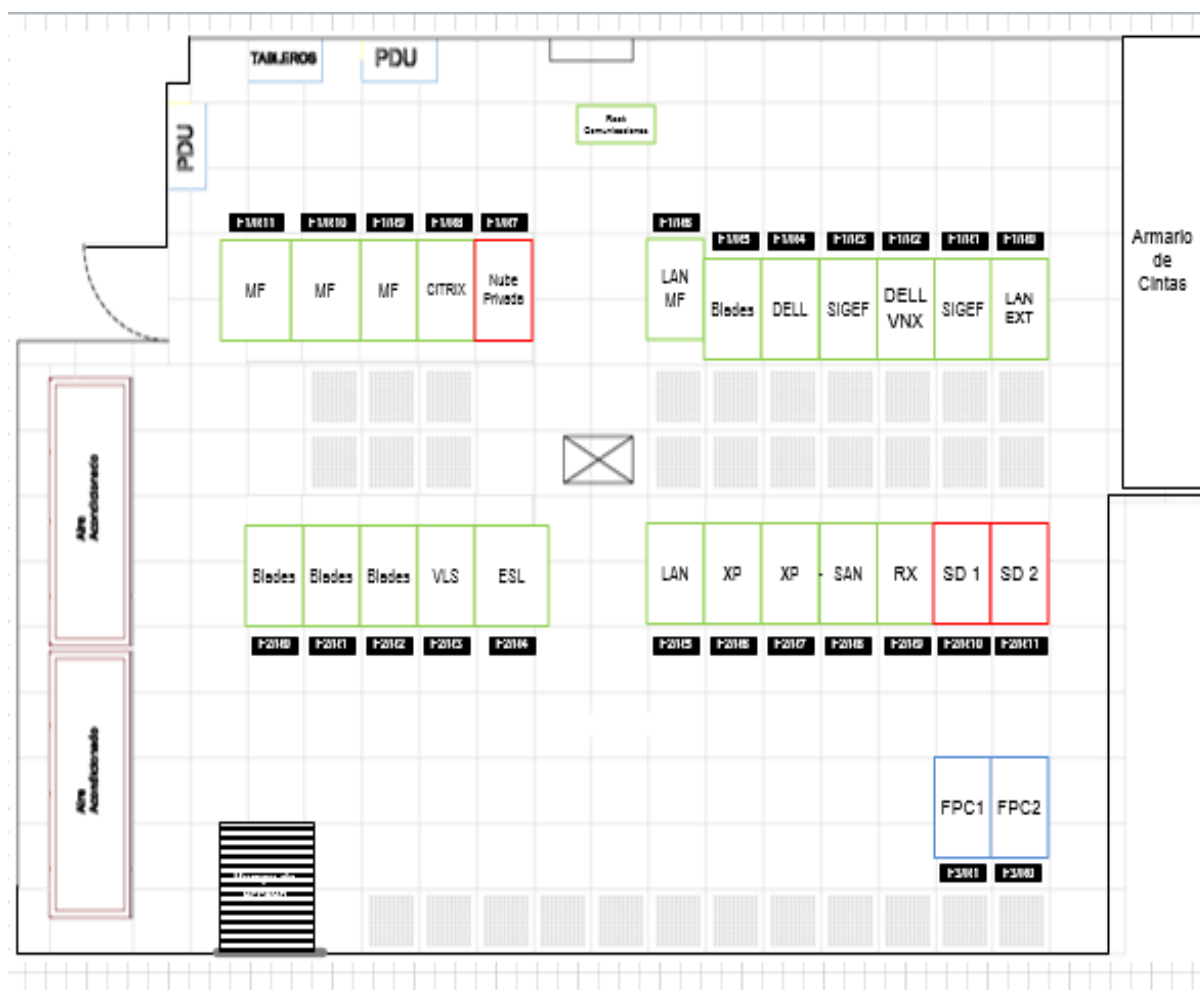 TABLEROS
PDU
PDU
Rack
Comunicaciones
F1/R11
F1/R10
F1/R9
F1/R8
F1/R7
F1/R6
F1/R5
F1/R4
F1/R3
F1/R2
F1/R1
F1/R0
MF
MF
MF
CITRIX
Nube
Privada
LAN
MF
Blades
DELL
SIGEF
DELL
VNX
SIGEF
LAN
EXT
Armario
de
Cintas
Aire
Acondicionado
Blades
Blades
Blades
VLS
ESL
LAN
XP
XP
- SAN
RX
SD 1
SD 2
F2/R0
F2/R1
F2/R2
F2/R3
F2/R4
F2/R5
F2/R6
F2/R7
F2/R8
F2/R9
F2/R10
F2/R11
Aire
Acondicionado
FPC1
FPC2
F3/R1
F3/R0